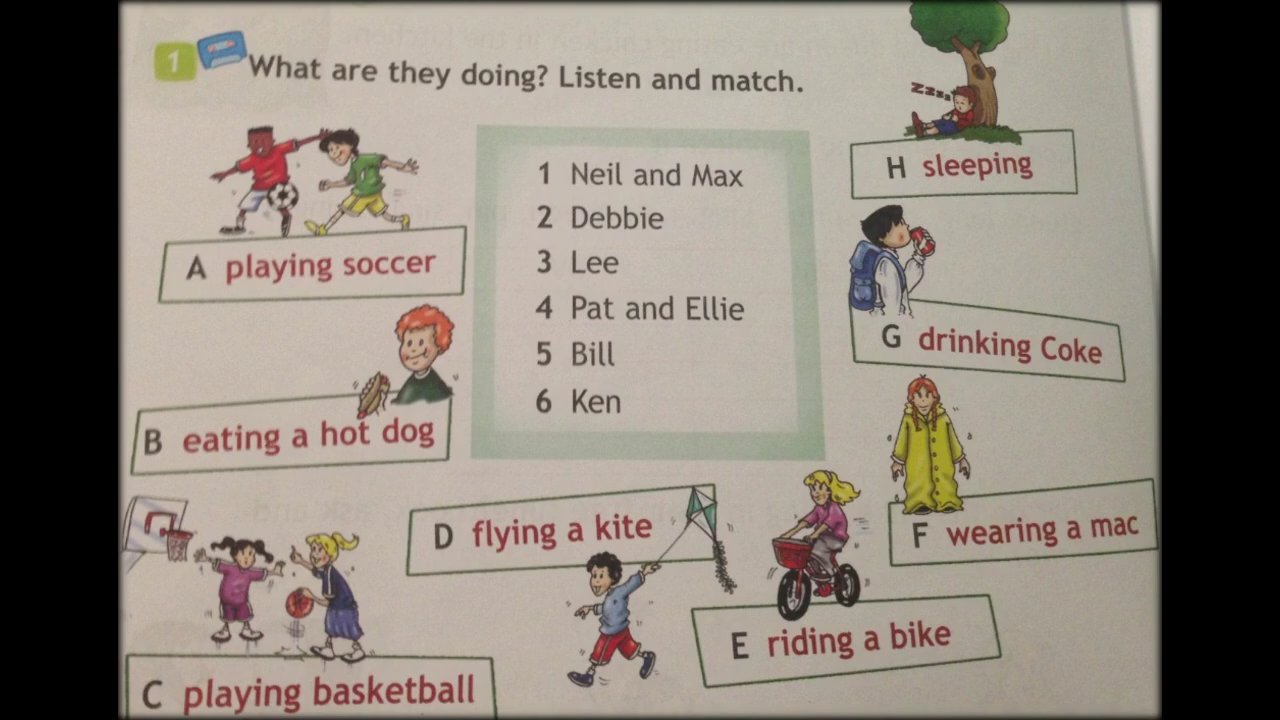 1 What are they doing? Listen and match.
A playing soccer
B eating a hot dog
C playing basketball
1 Neil and Max
2 Debbie
3 Lee
4 Pat and Ellie
5 Bill
6 Ken
D flying a kite
E riding a bike
F wearing a mac
G drinking Coke
zzzz
H sleeping